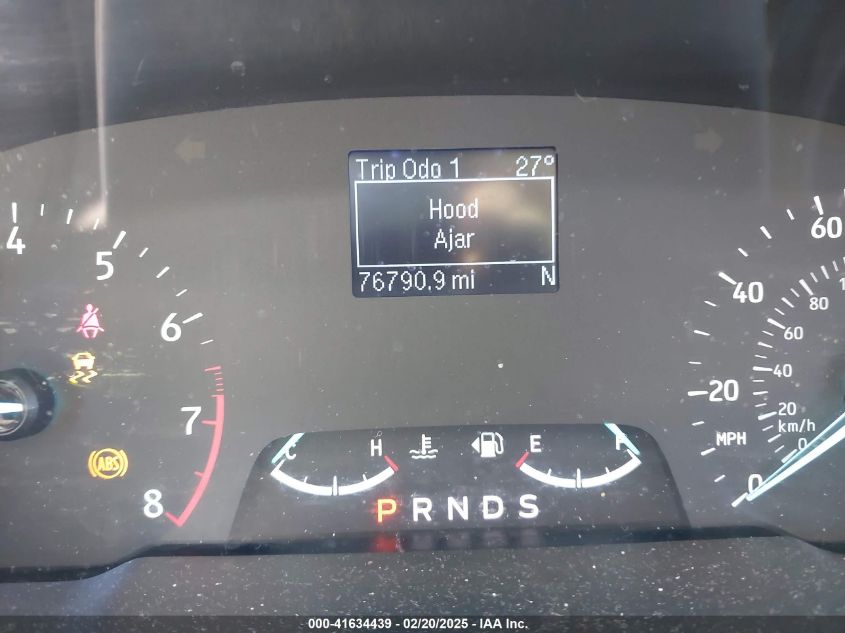 Trip Odo 1 27°
Hood
Ajar
76790.9 mi N
4
5
6
7
8
ABS
C H
E F
P R N D S
60
40
20
0
MPH
80
60
40
20
0
km/h
000-41634439 — 02/20/2025 — IAA Inc.